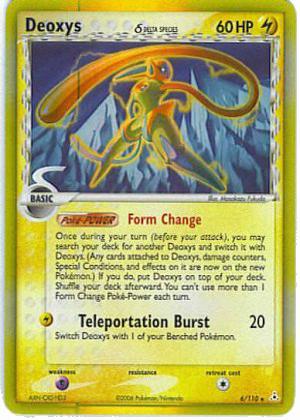 Deoxys δ DELTA SPECIES 60 HP
Illus. Masakazu Fukuda
δ
BASIC
Poké-POWER Form Change
Once during your turn (before your attack), you may
search your deck for another Deoxys and switch it with
Deoxys. (Any cards attached to Deoxys, damage counters,
Special Conditions, and effects on it are now on the new
Pokémon.) If you do, put Deoxys on top of your deck.
Shuffle your deck afterward. You can't use more than 1
Form Change Poké-Power each turn.
Teleportation Burst 20
Switch Deoxys with 1 of your Benched Pokémon.
weakness resistance retreat cost
©2006 Pokémon/Nintendo 6/110 ★